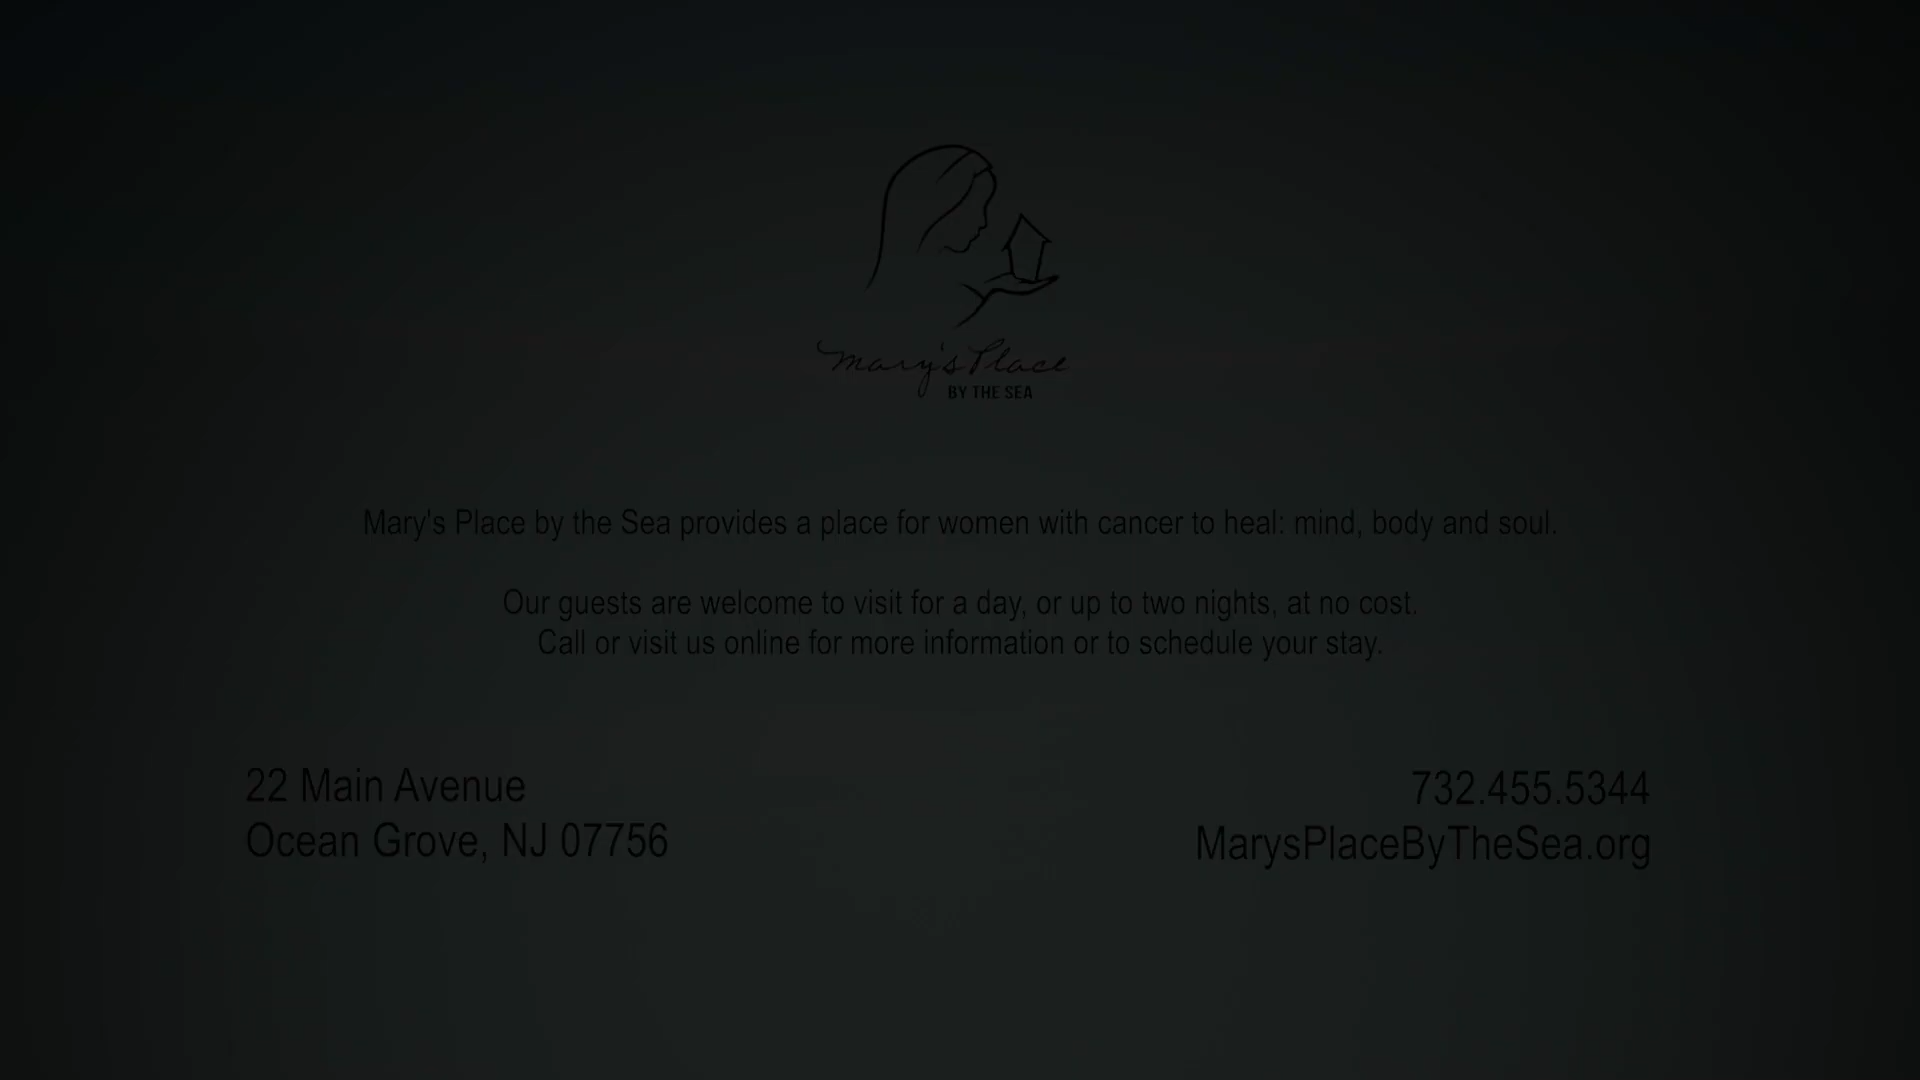 Mary's Place
BY THE SEA
Mary's Place by the Sea provides a place for women with cancer to heal: mind, body and soul.
Our guests are welcome to visit for a day, or up to two nights, at no cost.
Call or visit us online for more information or to schedule your stay.
22 Main Avenue
Ocean Grove, NJ 07756
732.455.5344
MarysPlaceByTheSea.org